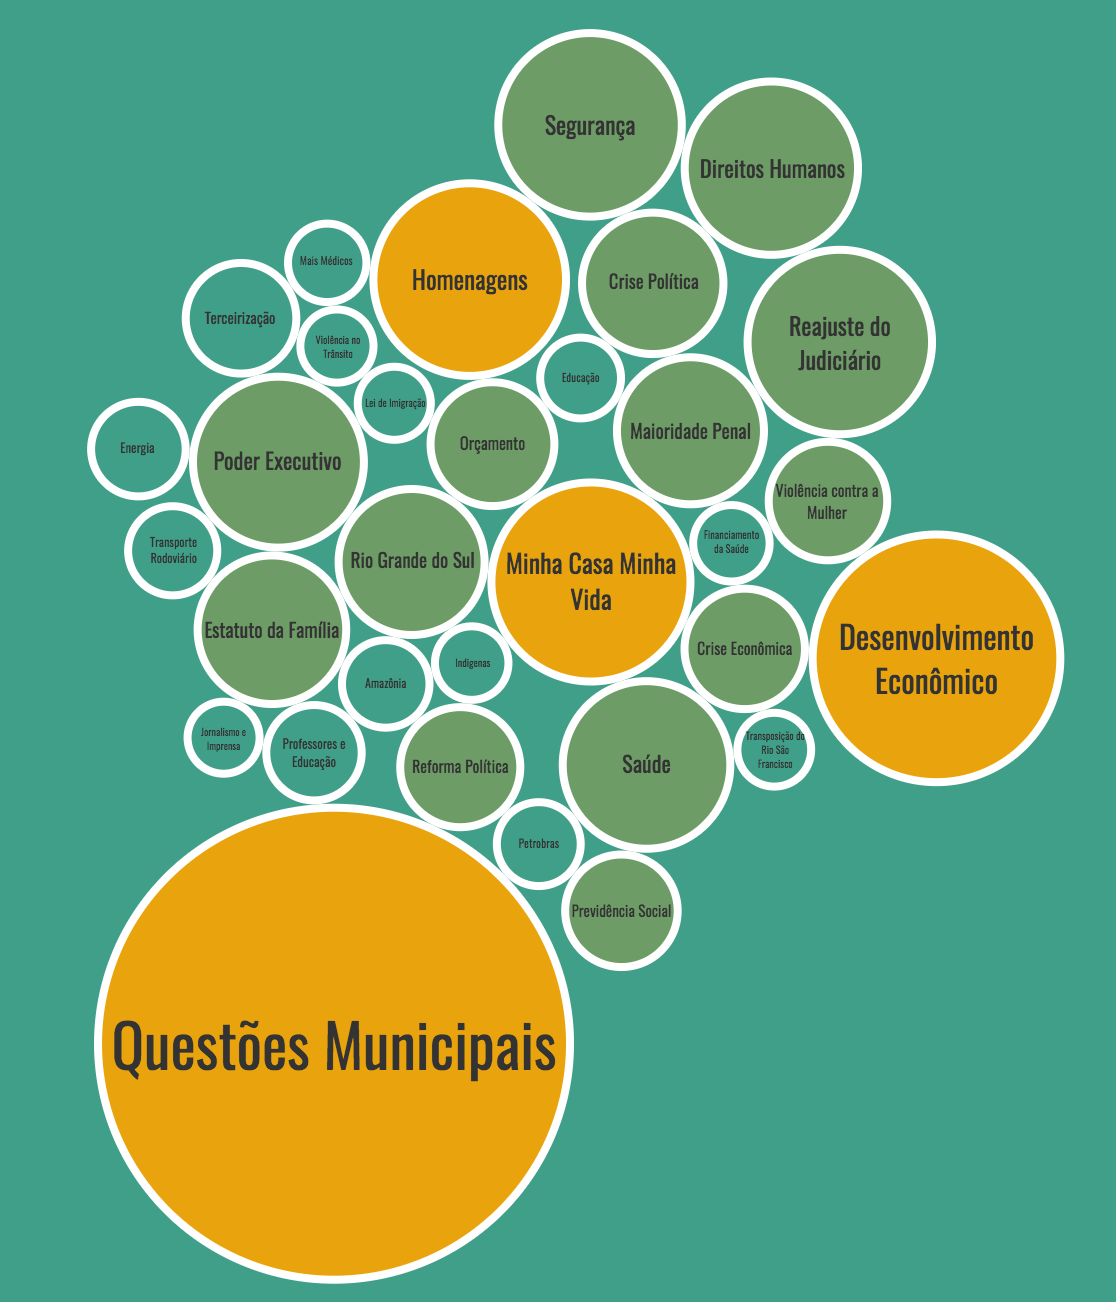 Segurança
Direitos Humanos
Mais Médicos
Homenagens
Crise Política
Terceirização
Violência no
Trânsito
Reajuste do
Judiciário
Educação
Lei de Imigração
Orçamento
Maioridade Penal
Energia
Poder Executivo
Violência contra a
Mulher
Transporte
Rodoviário
Rio Grande do Sul
Minha Casa Minha
Vida
Financiamento
da Saúde
Estatuto da Família
Amazônia
Indígenas
Crise Econômica
Desenvolvimento
Econômico
Jornalismo e
Imprensa
Professores e
Educação
Reforma Política
Saúde
Transposição do
Rio São
Francisco
Petrobras
Previdência Social
Questões Municipais